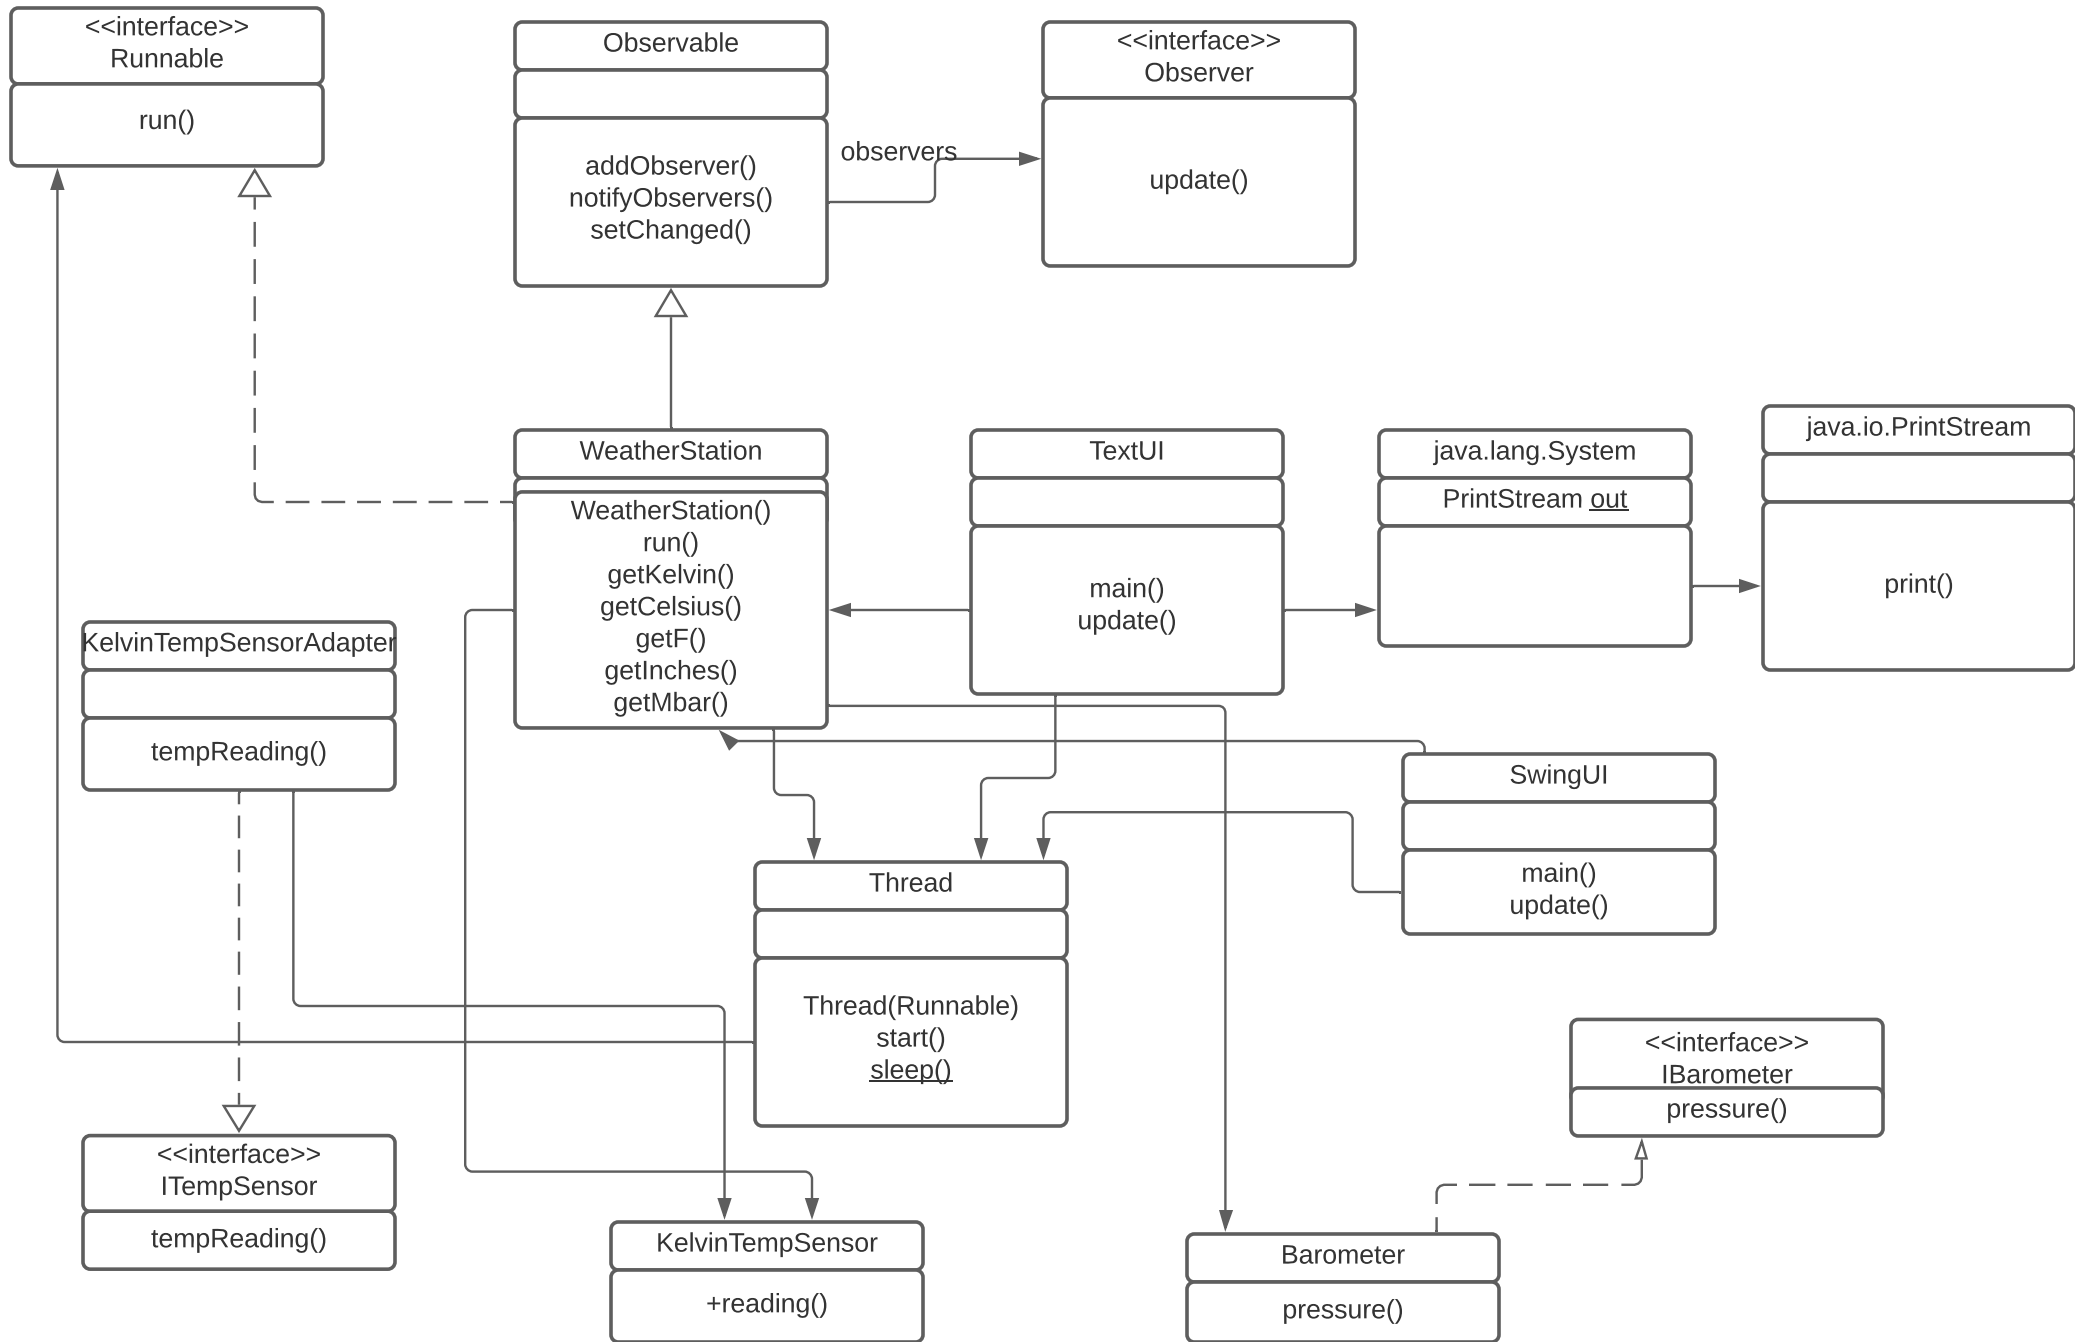 <<interface>>
Runnable
run()
Observable
addObserver()
notifyObservers()
setChanged()
observers
<<interface>>
Observer
update()
WeatherStation
WeatherStation()
run()
getKelvin()
getCelsius()
getF()
getInches()
getMbar()
TextUI
main()
update()
java.lang.System
PrintStream out
java.io.PrintStream
print()
KelvinTempSensorAdapter
tempReading()
SwingUI
main()
update()
Thread
Thread(Runnable)
start()
sleep()
<<interface>>
IBarometer
pressure()
<<interface>>
ITempSensor
tempReading()
KelvinTempSensor
+reading()
Barometer
pressure()